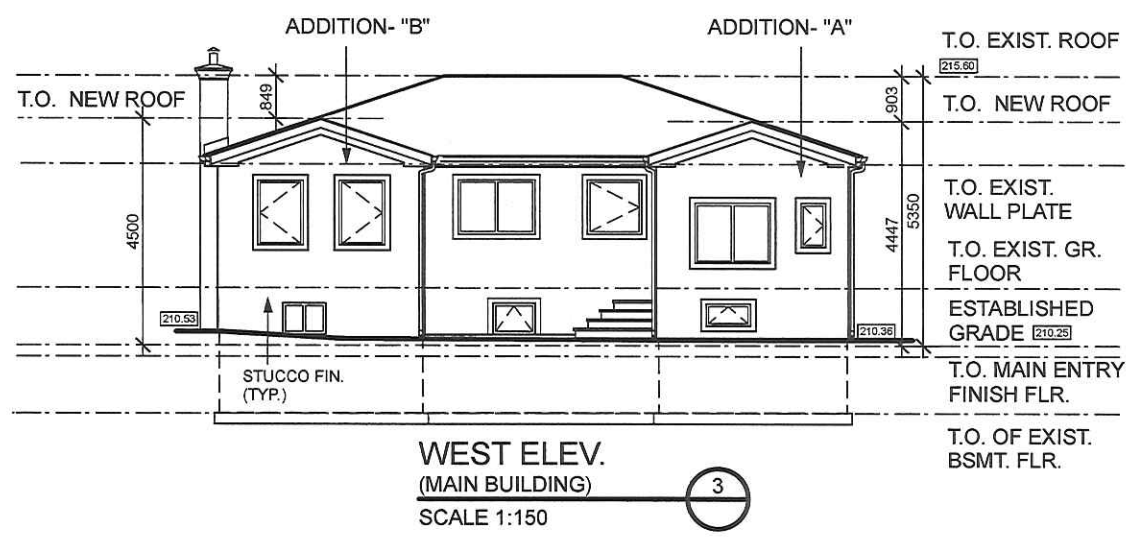 ADDITION- "B"
ADDITION- "A"
T.O. EXIST. ROOF
215.60
T.O. NEW ROOF
849
903
T.O. NEW ROOF
T.O. EXIST.
WALL PLATE
4500
4447
5350
T.O. EXIST. GR.
FLOOR
ESTABLISHED
GRADE 210.25
210.53
210.36
STUCCO FIN.
(TYP.)
T.O. MAIN ENTRY
FINISH FLR.
T.O. OF EXIST.
BSMT. FLR.
WEST ELEV.
(MAIN BUILDING)
3
SCALE 1:150